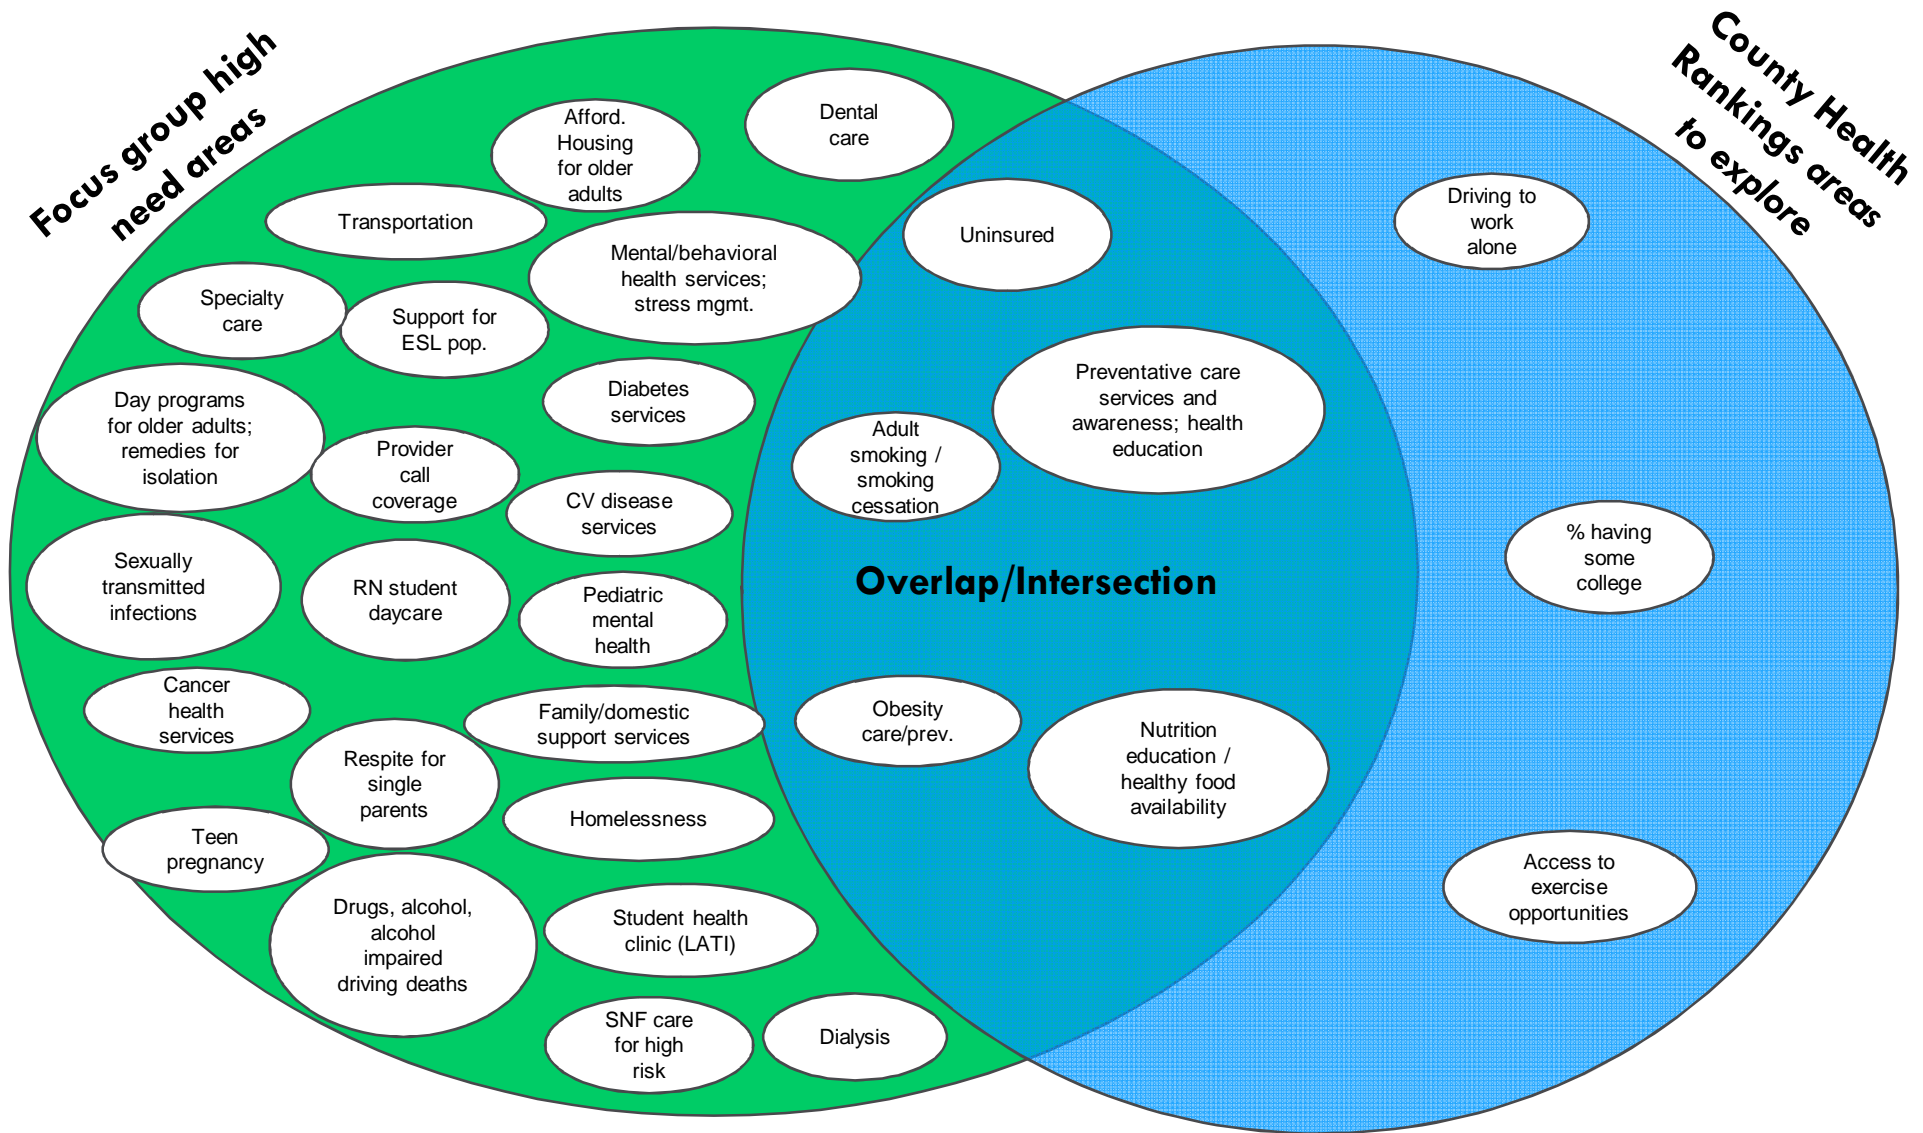 Focus group high
need areas
County Health
Rankings areas
to explore
Dental
care
Afford.
Housing
for older
adults
Transportation
Mental/behavioral
health services;
stress mgmt.
Specialty
care
Support for
ESL pop.
Diabetes
services
Day programs
for older adults;
remedies for
isolation
Provider
call
coverage
CV disease
services
Sexually
transmitted
infections
RN student
daycare
Pediatric
mental
health
Cancer
health
services
Family/domestic
support services
Respite for
single
parents
Homelessness
Teen
pregnancy
Drugs, alcohol,
alcohol
impaired
driving deaths
Student health
clinic (LATI)
SNF care
for high
risk
Dialysis
Uninsured
Preventative care
services and
awareness; health
education
Adult
smoking /
smoking
cessation
Overlap/Intersection
Obesity
care/prev.
Nutrition
education /
healthy food
availability
Driving to
work
alone
% having
some
college
Access to
exercise
opportunities